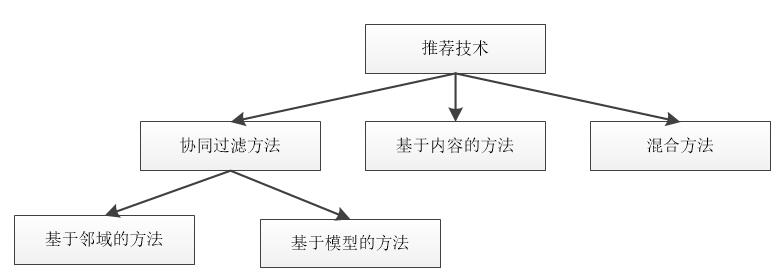 推荐技术
协同过滤方法
基于内容的方法
混合方法
基于邻域的方法
基于模型的方法